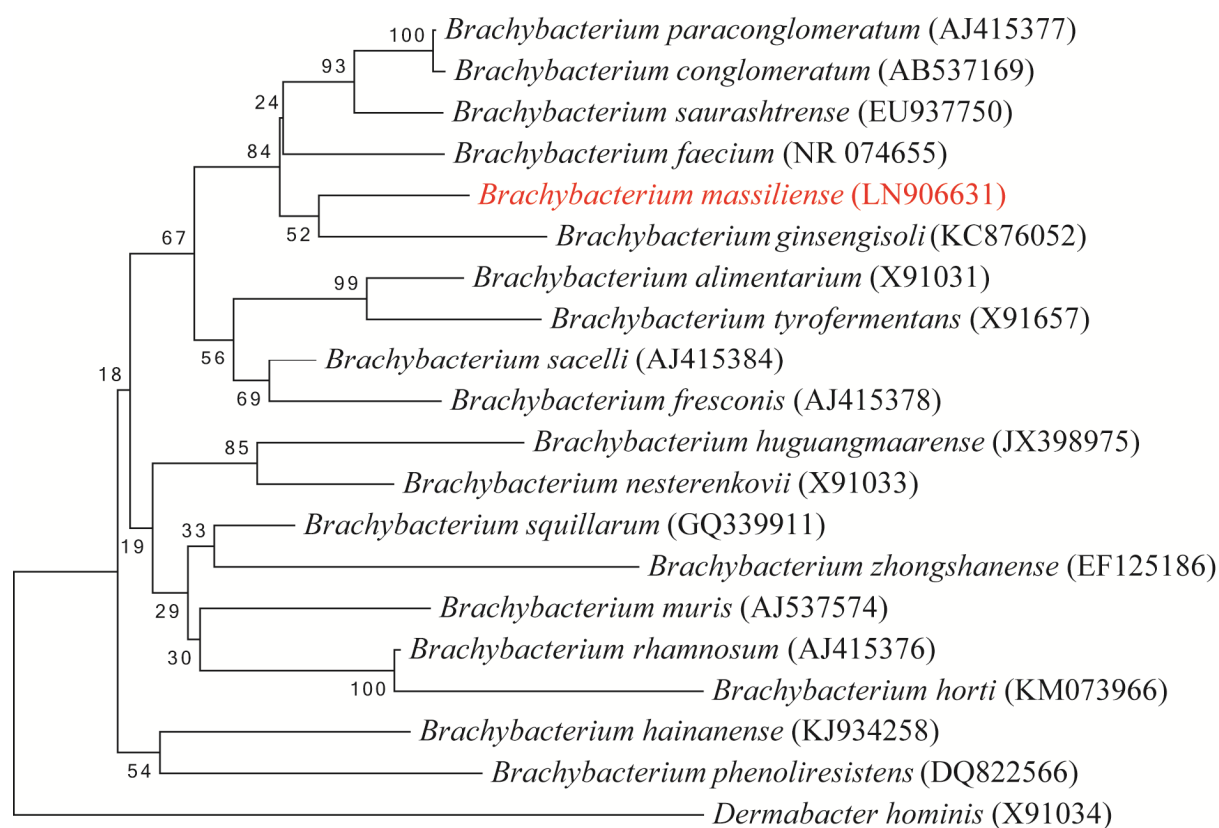 100 Brachybacterium paraconglomeratum (AJ415377)
93 Brachybacterium conglomeratum (AB537169)
24 Brachybacterium saurashtrense (EU937750)
84 Brachybacterium faecium (NR 074655)
Brachybacterium massiliense (LN906631)
67 52 Brachybacterium ginsengisoli (KC876052)
99 Brachybacterium alimentarium (X91031)
Brachybacterium tyrofermentans (X91657)
56 Brachybacterium sacelli (AJ415384)
18 69 Brachybacterium fresconis (AJ415378)
85 Brachybacterium huguangmaarense (JX398975)
Brachybacterium nesterenkovii (X91033)
19 33 Brachybacterium squillarum (GQ339911)
Brachybacterium zhongshanense (EF125186)
29 Brachybacterium muris (AJ537574)
30 Brachybacterium rhamnosum (AJ415376)
100 Brachybacterium horti (KM073966)
Brachybacterium hainanense (KJ934258)
54 Brachybacterium phenoliresistens (DQ822566)
Dermabacter hominis (X91034)